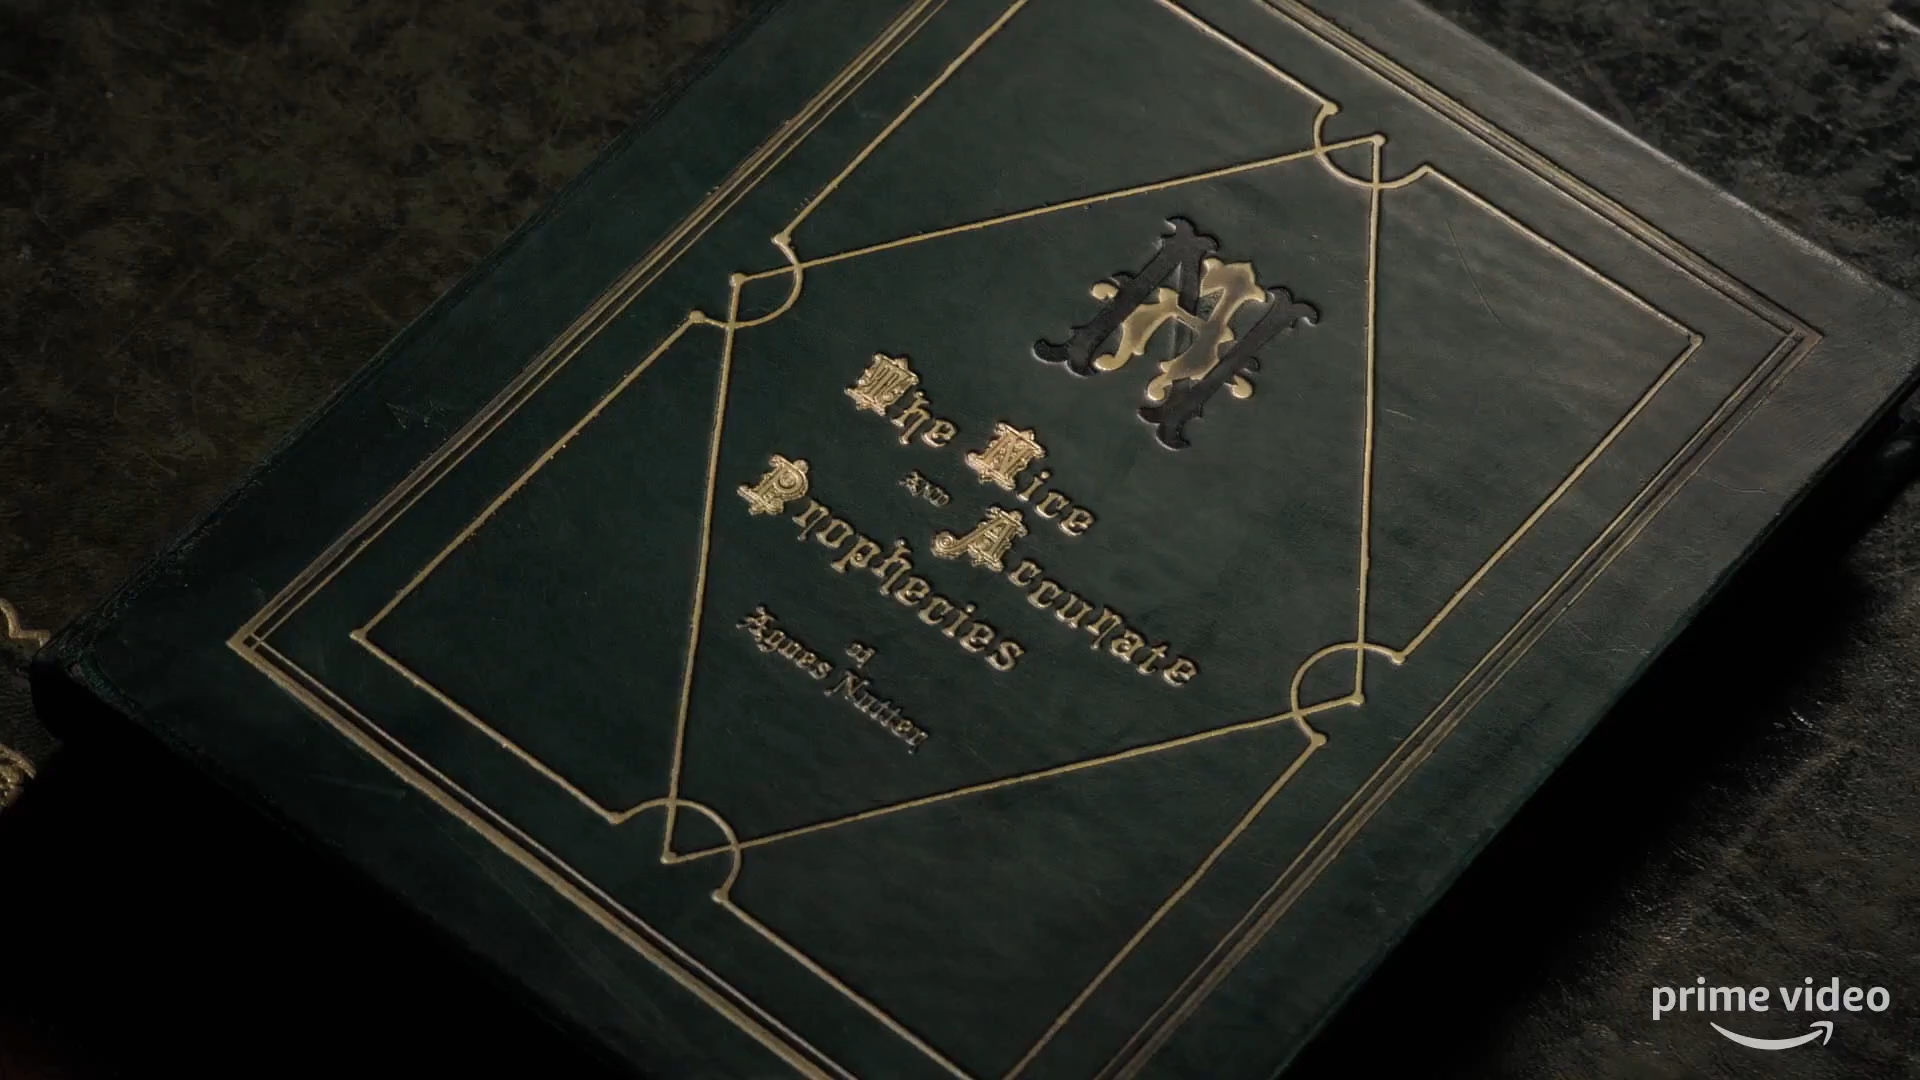 The Nice
AND Accurate
Prophecies
of
Agnes Nutter
prime video